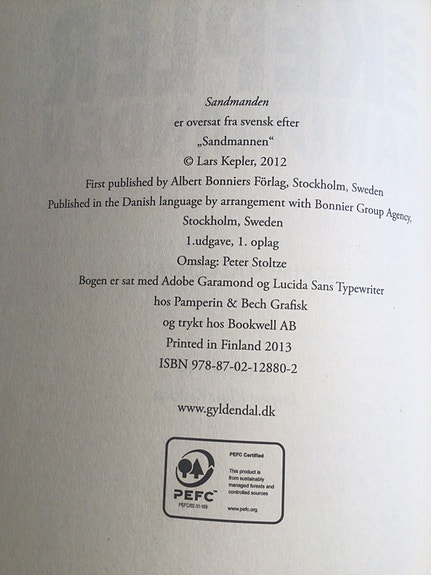 Sandmanden
er oversat fra svensk efter
„Sandmannen”
© Lars Kepler, 2012
First published by Albert Bonniers Förlag, Stockholm, Sweden
Published in the Danish language by arrangement with Bonnier Group Agency,
Stockholm, Sweden
1.udgave, 1. oplag
Omslag: Peter Stoltze
Bogen er sat med Adobe Garamond og Lucida Sans Typewriter
hos Pamperin & Bech Grafisk
og trykt hos Bookwell AB
Printed in Finland 2013
ISBN 978-87-02-12880-2
www.gyldendal.dk
PEFC Certified
This product is
from sustainably
managed forests and
controlled sources
www.pefc.org
PEFC™